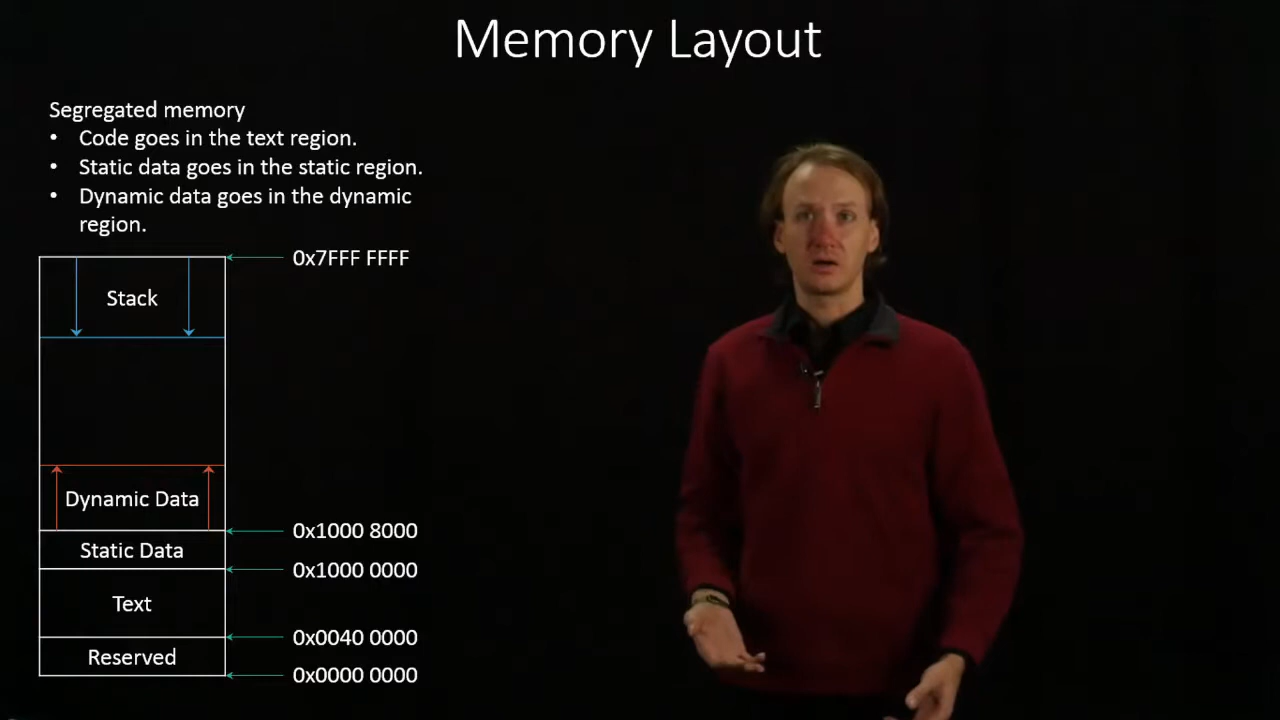 Memory Layout
Segregated memory
• Code goes in the text region.
• Static data goes in the static region.
• Dynamic data goes in the dynamic
region.
0x7FFF FFFF
Stack
Dynamic Data
0x1000 8000
Static Data
0x1000 0000
Text
0x0040 0000
Reserved
0x0000 0000